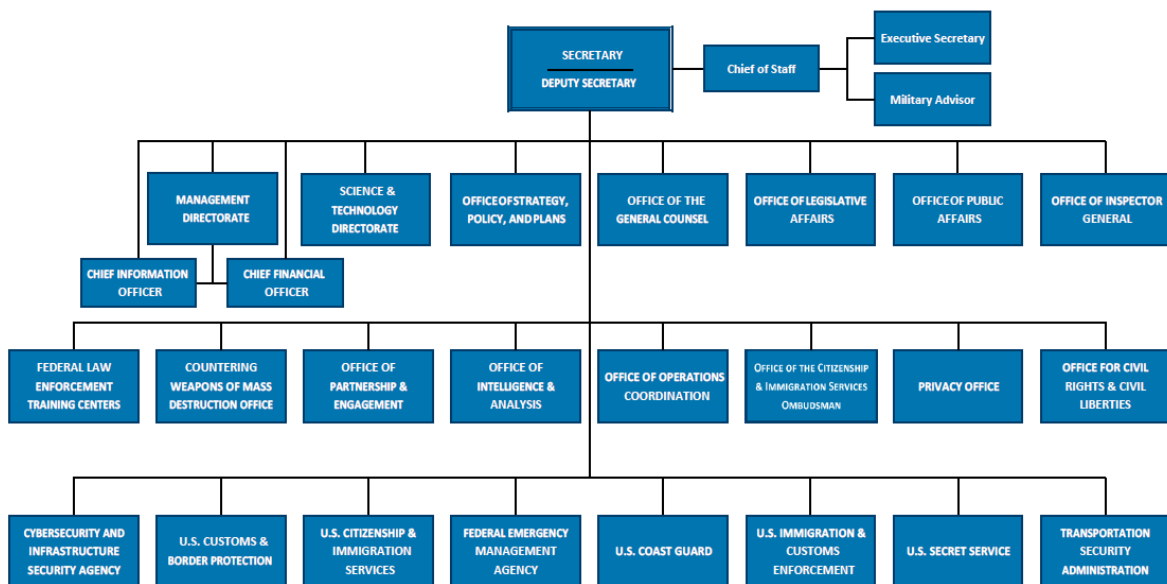 SECRETARY
DEPUTY SECRETARY
Chief of Staff
Executive Secretary
Military Advisor
MANAGEMENT
DIRECTORATE
SCIENCE &
TECHNOLOGY
DIRECTORATE
OFFICE OF STRATEGY,
POLICY, AND PLANS
OFFICE OF THE
GENERAL COUNSEL
OFFICE OF LEGISLATIVE
AFFAIRS
OFFICE OF PUBLIC
AFFAIRS
OFFICE OF INSPECTOR
GENERAL
CHIEF INFORMATION
OFFICER
CHIEF FINANCIAL
OFFICER
FEDERAL LAW
ENFORCEMENT
TRAINING CENTERS
COUNTERING
WEAPONS OF MASS
DESTRUCTION OFFICE
OFFICE OF
PARTNERSHIP &
ENGAGEMENT
OFFICE OF
INTELLIGENCE &
ANALYSIS
OFFICE OF OPERATIONS
COORDINATION
OFFICE OF THE CITIZENSHIP
& IMMIGRATION SERVICES
OMBUDSMAN
PRIVACY OFFICE
OFFICE FOR CIVIL
RIGHTS & CIVIL
LIBERTIES
CYBERSECURITY AND
INFRASTRUCTURE
SECURITY AGENCY
U.S. CUSTOMS &
BORDER PROTECTION
U.S. CITIZENSHIP &
IMMIGRATION
SERVICES
FEDERAL EMERGENCY
MANAGEMENT
AGENCY
U.S. COAST GUARD
U.S. IMMIGRATION &
CUSTOMS
ENFORCEMENT
U.S. SECRET SERVICE
TRANSPORTATION
SECURITY
ADMINISTRATION